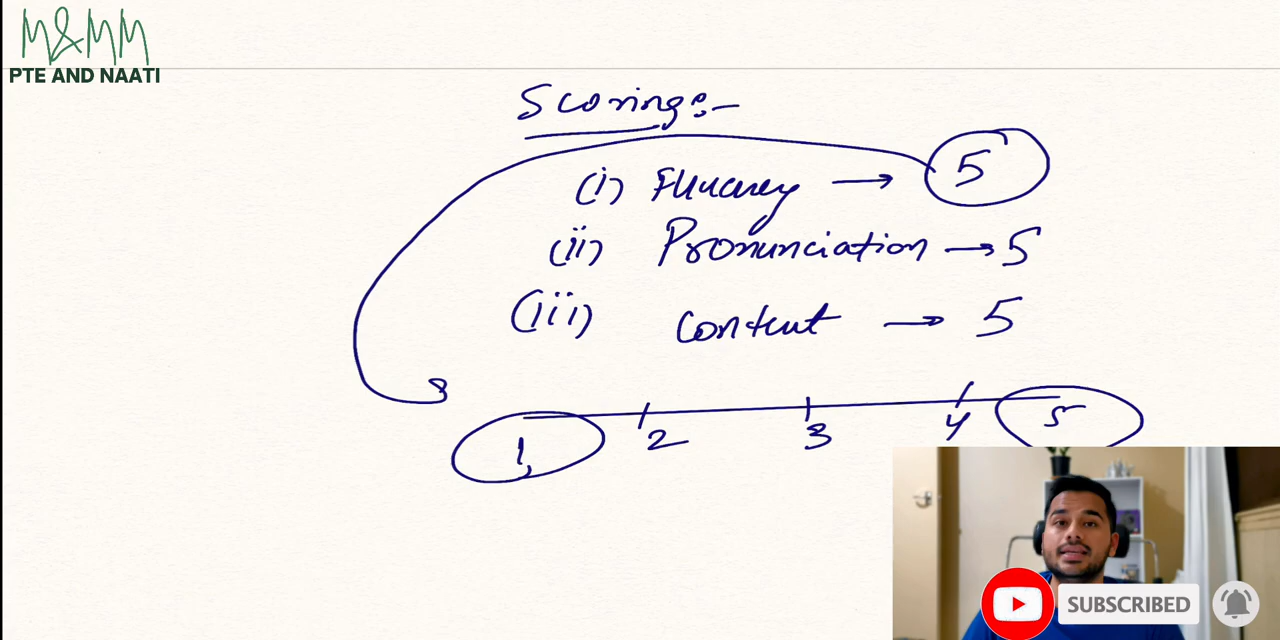 M&MM
PTE AND NAATI
Scoring:-
(i) Fluency → 5
(ii) Pronunciation → 5
(iii) Content → 5
1 2 3 4 5
SUBSCRIBED